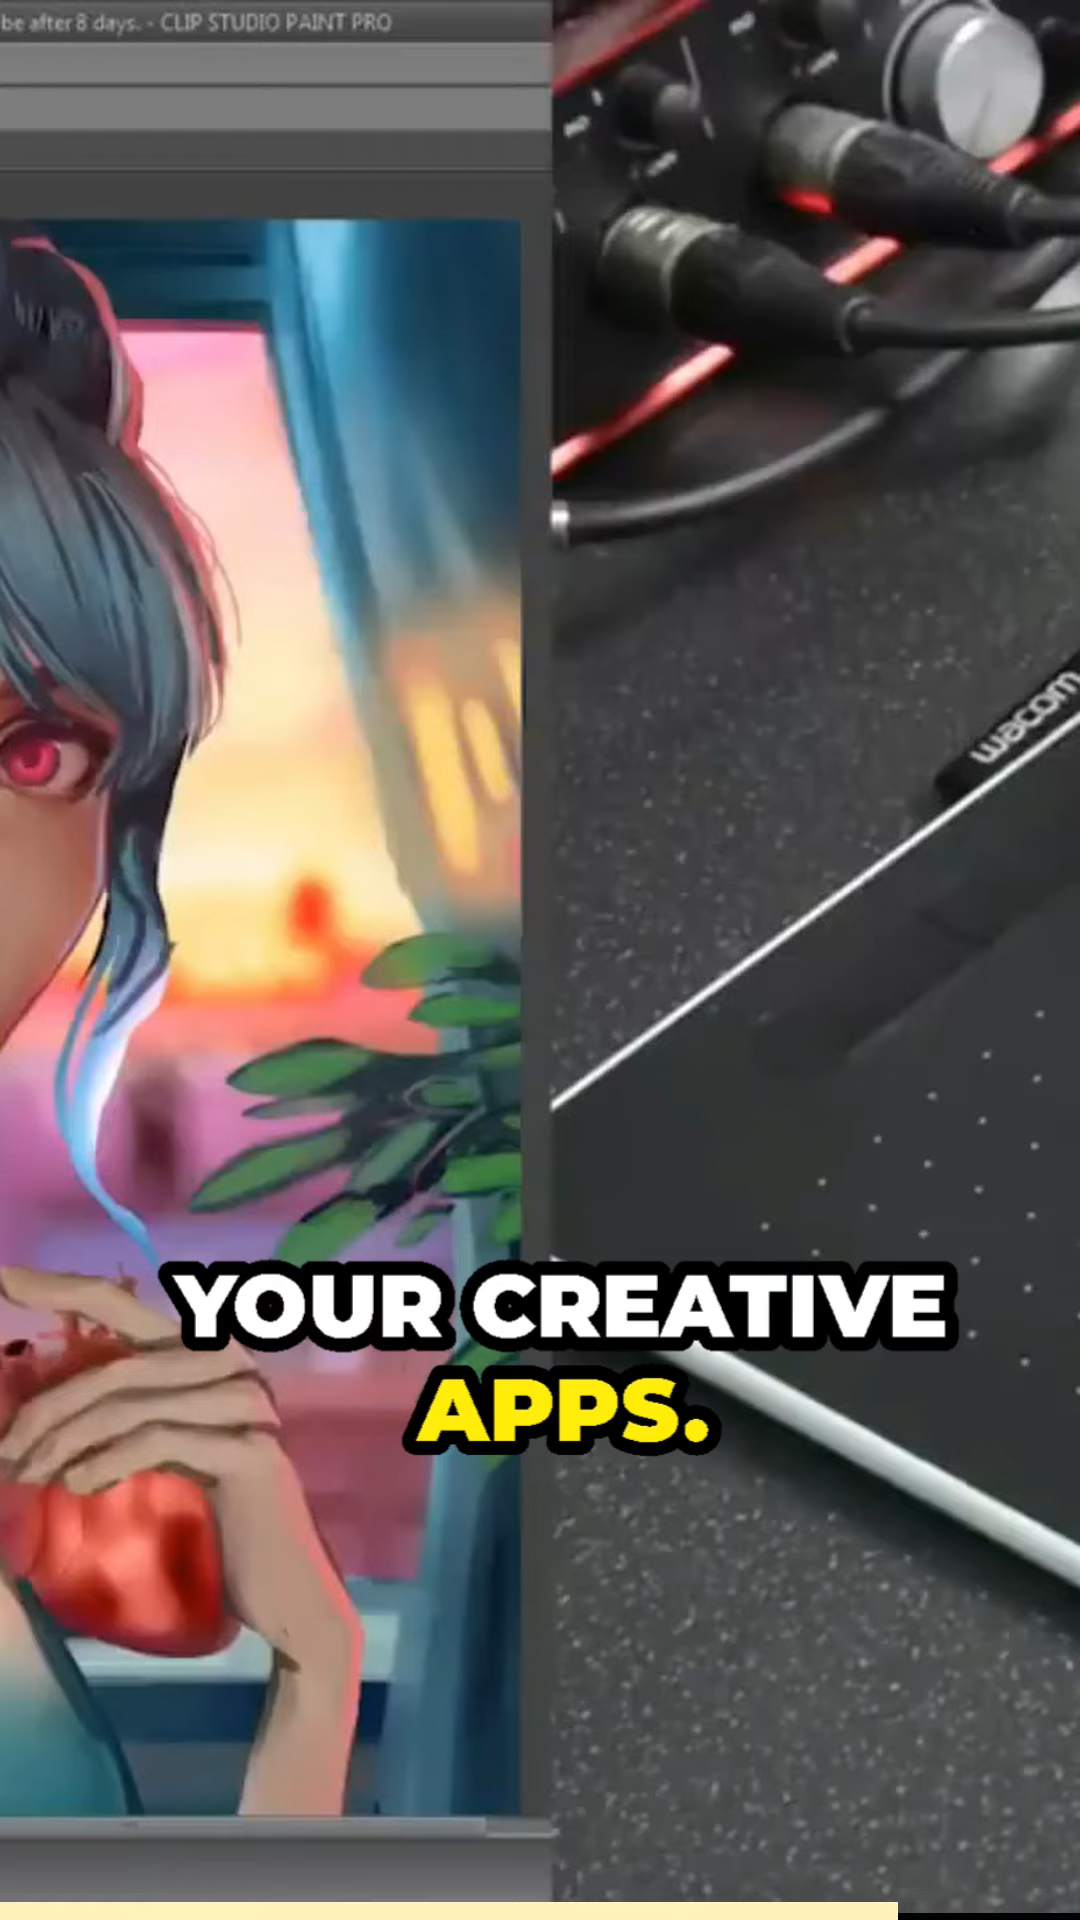 be after 8 days. - CLIP STUDIO PAINT PRO
wacom
YOUR CREATIVE
APPS.